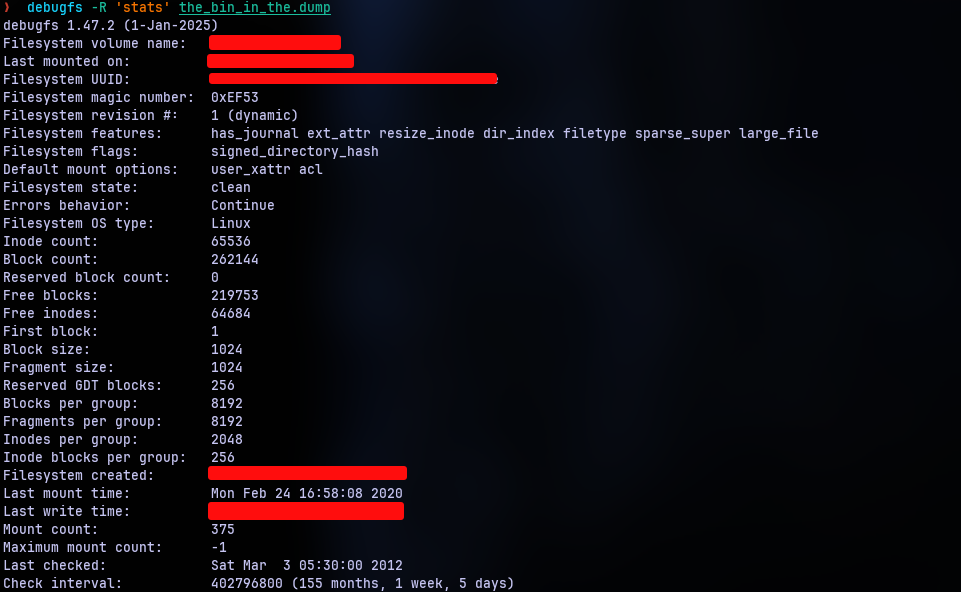 ❯ debugfs -R 'stats' the_bin_in_the.dump
debugfs 1.47.2 (1-Jan-2025)
Filesystem volume name:
Last mounted on:
Filesystem UUID:
Filesystem magic number:  0xEF53
Filesystem revision #:    1 (dynamic)
Filesystem features:      has_journal ext_attr resize_inode dir_index filetype sparse_super large_file
Filesystem flags:         signed_directory_hash
Default mount options:    user_xattr acl
Filesystem state:         clean
Errors behavior:          Continue
Filesystem OS type:       Linux
Inode count:              65536
Block count:              262144
Reserved block count:     0
Free blocks:              219753
Free inodes:              64684
First block:              1
Block size:               1024
Fragment size:            1024
Reserved GDT blocks:      256
Blocks per group:         8192
Fragments per group:      8192
Inodes per group:         2048
Inode blocks per group:   256
Filesystem created:
Last mount time:          Mon Feb 24 16:58:08 2020
Last write time:
Mount count:              375
Maximum mount count:      -1
Last checked:             Sat Mar  3 05:30:00 2012
Check interval:           402796800 (155 months, 1 week, 5 days)